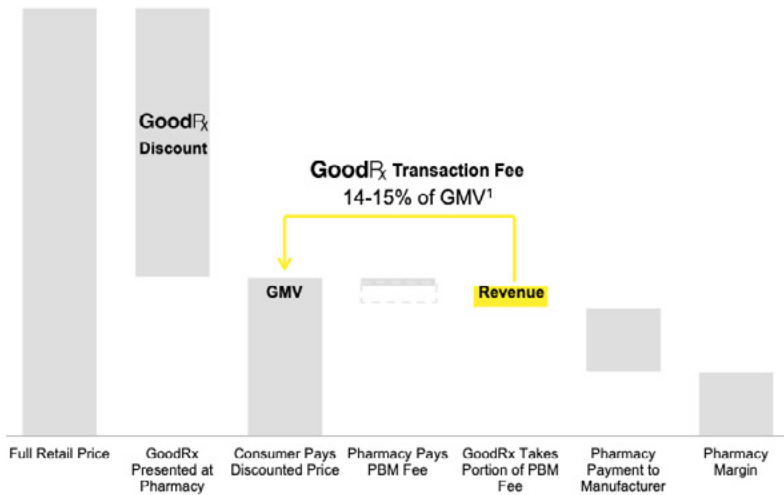 GoodRx
Discount
GoodRx Transaction Fee
14-15% of GMV¹
GMV
Revenue
Full Retail Price
GoodRx
Presented at
Pharmacy
Consumer Pays
Discounted Price
Pharmacy Pays
PBM Fee
GoodRx Takes
Portion of PBM
Fee
Pharmacy
Payment to
Manufacturer
Pharmacy
Margin